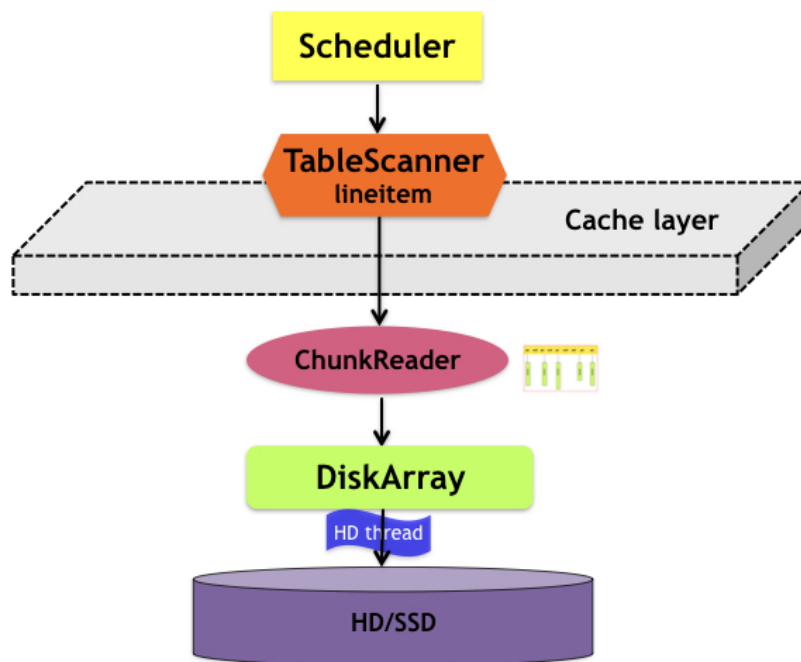 Scheduler
TableScanner
lineitem
Cache layer
ChunkReader
DiskArray
HD thread
HD/SSD